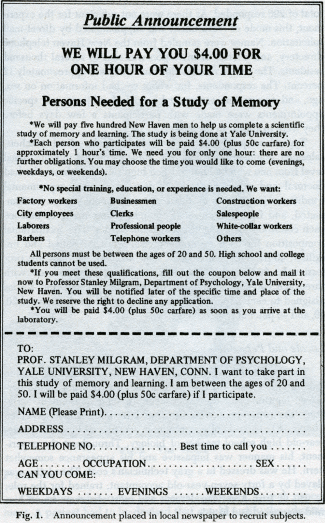 Public Announcement
WE WILL PAY YOU $4.00 FOR
ONE HOUR OF YOUR TIME
Persons Needed for a Study of Memory
*We will pay five hundred New Haven men to help us complete a scientific
study of memory and learning. The study is being done at Yale University.
*Each person who participates will be paid $4.00 (plus 50c carfare) for
approximately 1 hour's time. We need you for only one hour: there are no
further obligations. You may choose the time you would like to come (evenings,
weekdays, or weekends).
*No special training, education, or experience is needed. We want:
Factory workers Businessmen Construction workers
City employees Clerks Salespeople
Laborers Professional people White-collar workers
Barbers Telephone workers Others
All persons must be between the ages of 20 and 50. High school and college
students cannot be used.
*If you meet these qualifications, fill out the coupon below and mail it
now to Professor Stanley Milgram, Department of Psychology, Yale University,
New Haven. You will be notified later of the specific time and place of the
study. We reserve the right to decline any application.
*You will be paid $4.00 (plus 50c carfare) as soon as you arrive at the
laboratory.
TO:
PROF. STANLEY MILGRAM, DEPARTMENT OF PSYCHOLOGY,
YALE UNIVERSITY, NEW HAVEN, CONN. I want to take part in
this study of memory and learning. I am between the ages of 20 and
50. I will be paid $4.00 (plus 50c carfare) if I participate.
NAME (Please Print)
ADDRESS
TELEPHONE NO. Best time to call you
AGE OCCUPATION SEX
CAN YOU COME:
WEEKDAYS EVENINGS WEEKENDS
Fig. 1. Announcement placed in local newspaper to recruit subjects.